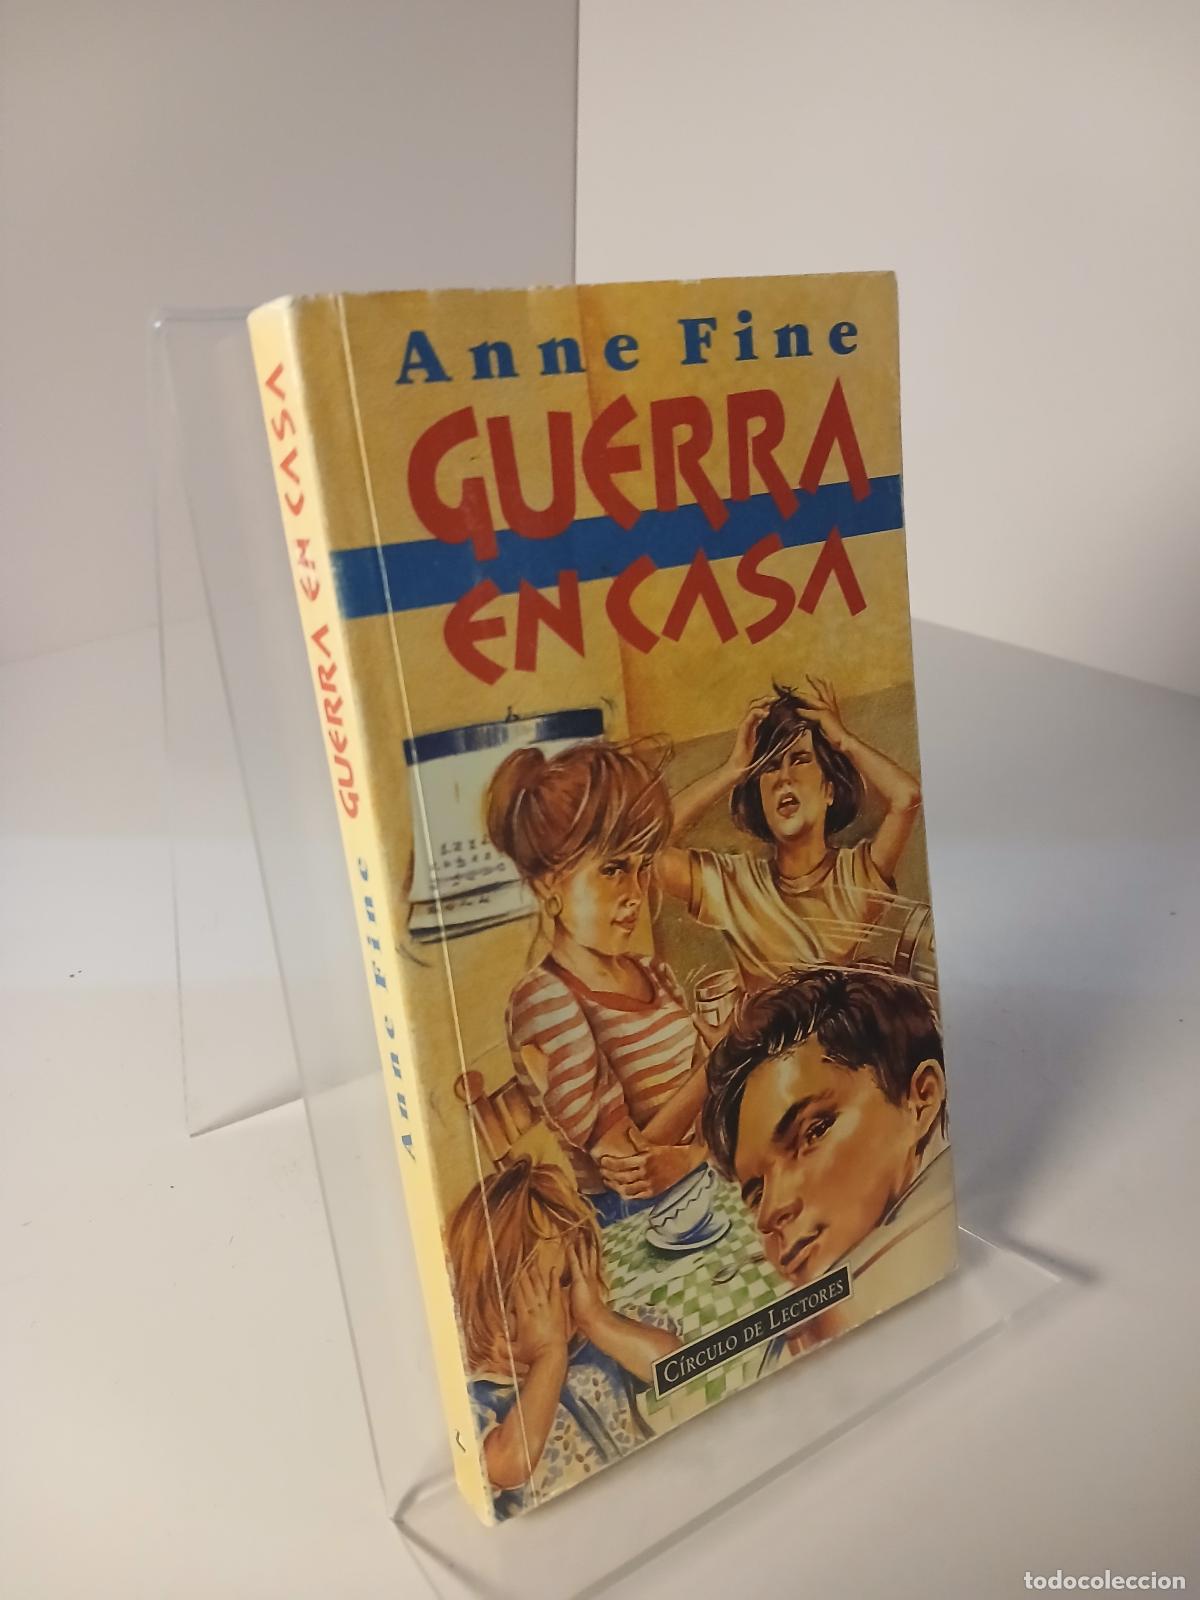 Anne Fine
GUERRA
EN CASA
GUERRA EN CASA
Anne Fine
CÍRCULO DE LECTORES
todocoleccion